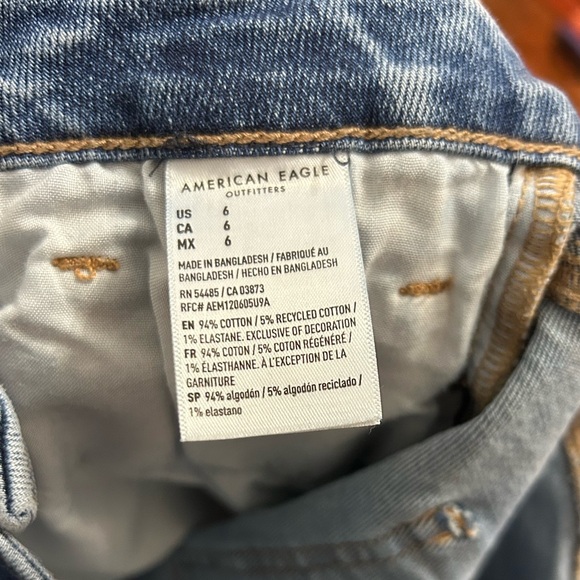 AMERICAN EAGLE
OUTFITTERS
US 6
CA 6
MX 6
MADE IN BANGLADESH / FABRIQUÉ AU
BANGLADESH / HECHO EN BANGLADESH
RN 54485 / CA 03873
RFC# AEM120605U9A
EN 94% COTTON / 5% RECYCLED COTTON /
1% ELASTANE. EXCLUSIVE OF DECORATION
FR 94% COTON / 5% COTON RÉGÉNÉRÉ /
1% ÉLASTHANNE. À L'EXCEPTION DE LA
GARNITURE
SP 94% algodón / 5% algodón reciclado /
1% elastano